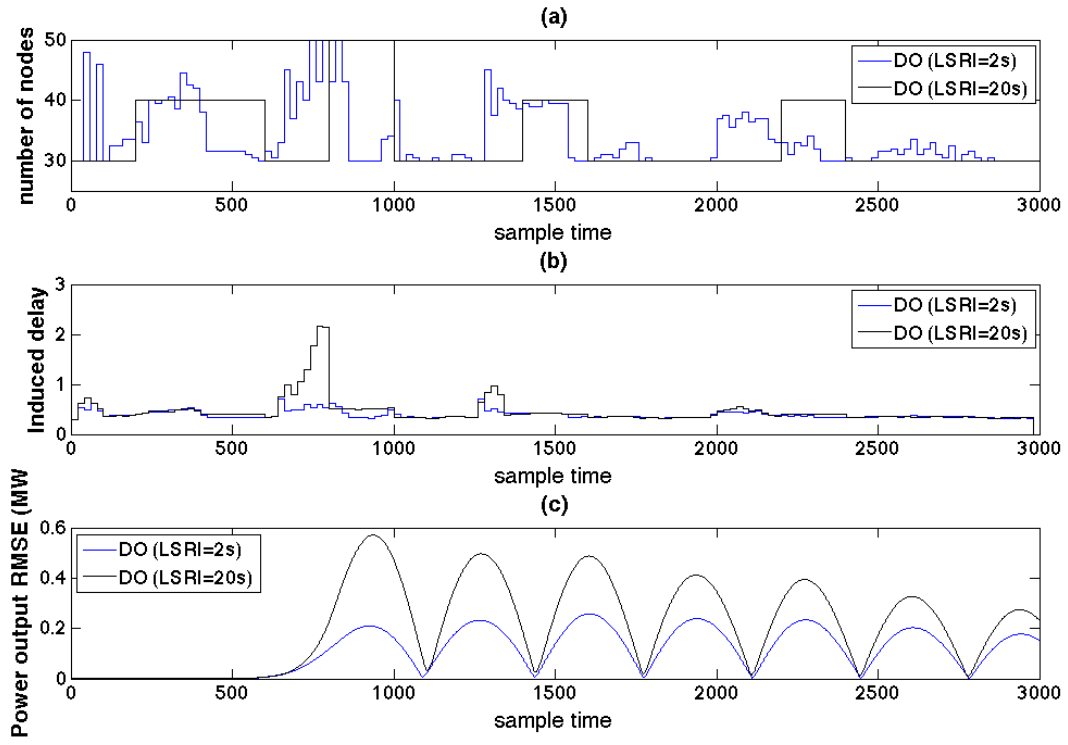 (a)
number of nodes
50
40
30
DO (LSRI=2s)
DO (LSRI=20s)
0
500
1000
1500
2000
2500
3000
sample time
(b)
Induced delay
3
2
1
0
DO (LSRI=2s)
DO (LSRI=20s)
0
500
1000
1500
2000
2500
3000
sample time
(c)
Power output RMSE (MW
0.6
0.4
0.2
0
DO (LSRI=2s)
DO (LSRI=20s)
0
500
1000
1500
2000
2500
3000
sample time